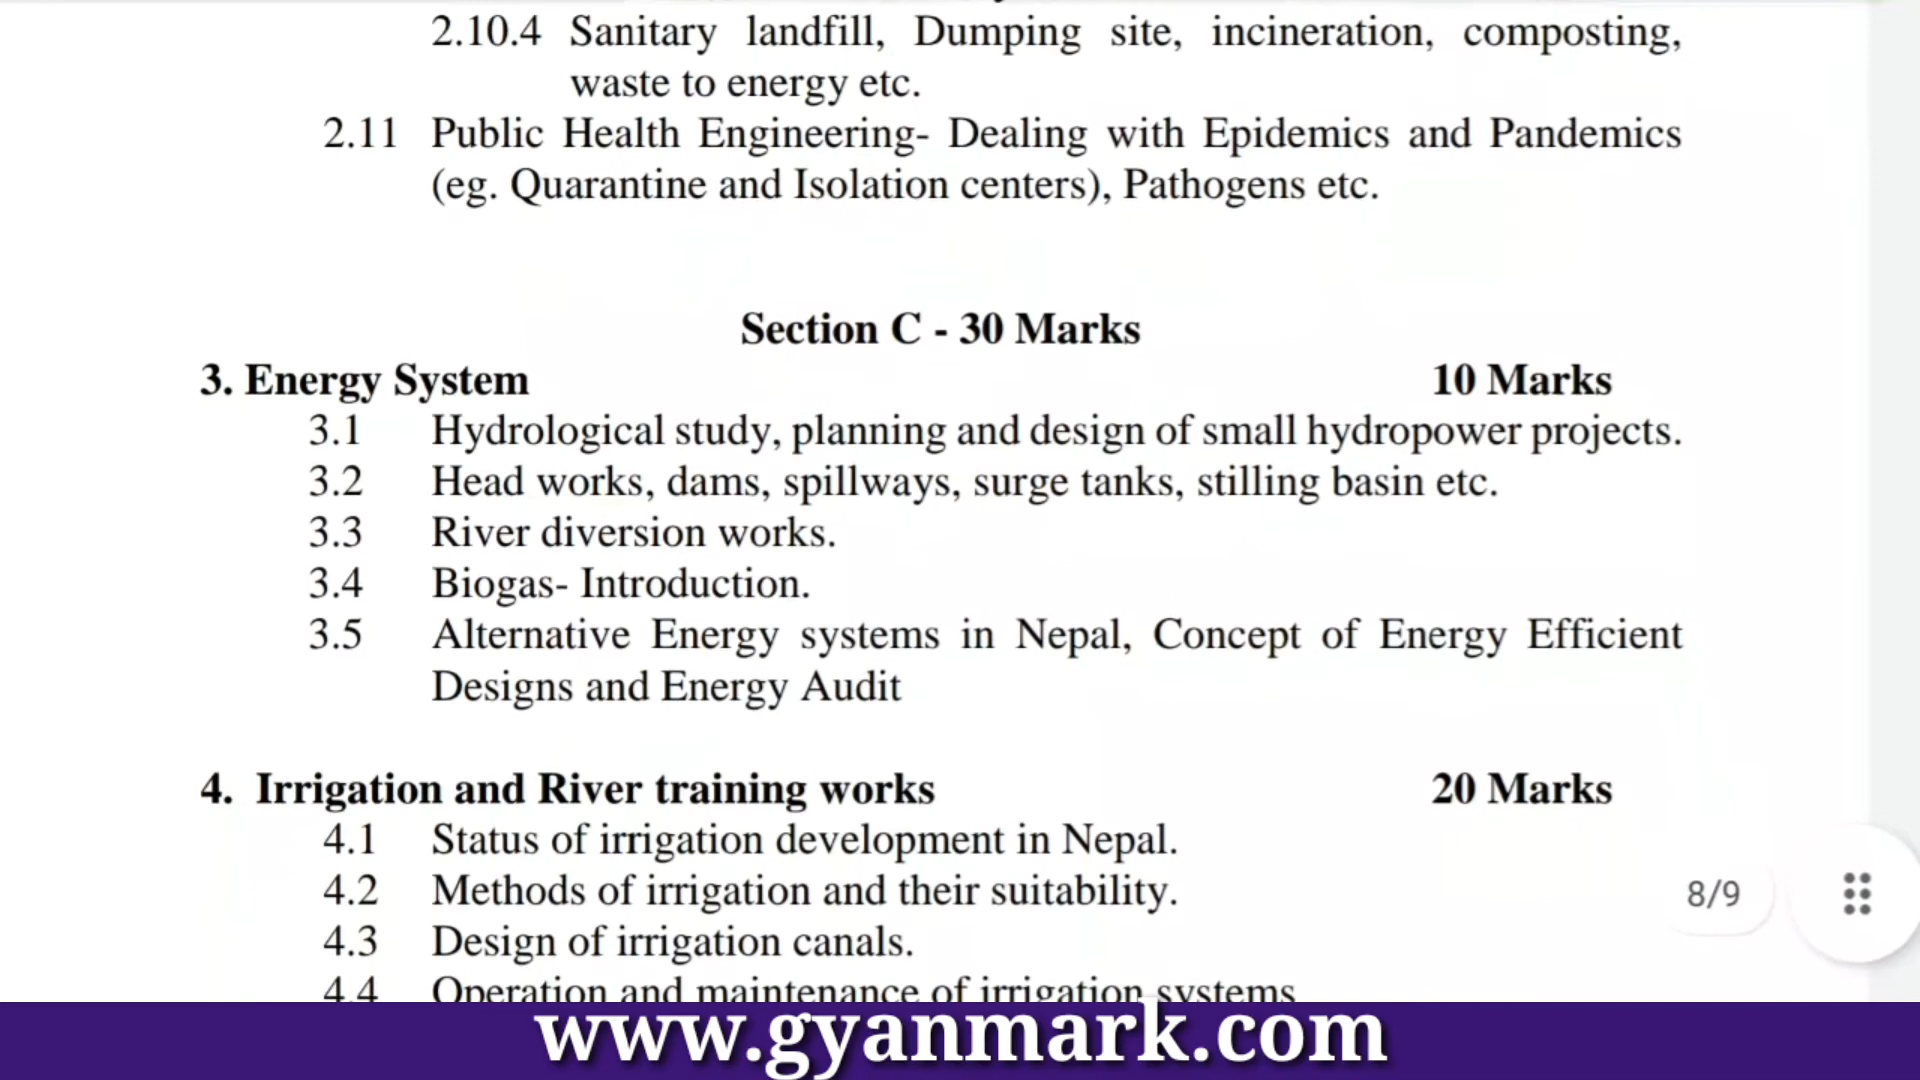 2.10.4 Sanitary landfill, Dumping site, incineration, composting,
waste to energy etc.
2.11 Public Health Engineering- Dealing with Epidemics and Pandemics
(eg. Quarantine and Isolation centers), Pathogens etc.
Section C - 30 Marks
3. Energy System 10 Marks
3.1 Hydrological study, planning and design of small hydropower projects.
3.2 Head works, dams, spillways, surge tanks, stilling basin etc.
3.3 River diversion works.
3.4 Biogas- Introduction.
3.5 Alternative Energy systems in Nepal, Concept of Energy Efficient
Designs and Energy Audit
4. Irrigation and River training works 20 Marks
4.1 Status of irrigation development in Nepal.
4.2 Methods of irrigation and their suitability.
8/9
4.3 Design of irrigation canals.
4.4 Operation and maintenance of irrigation systems
www.gyanmark.com